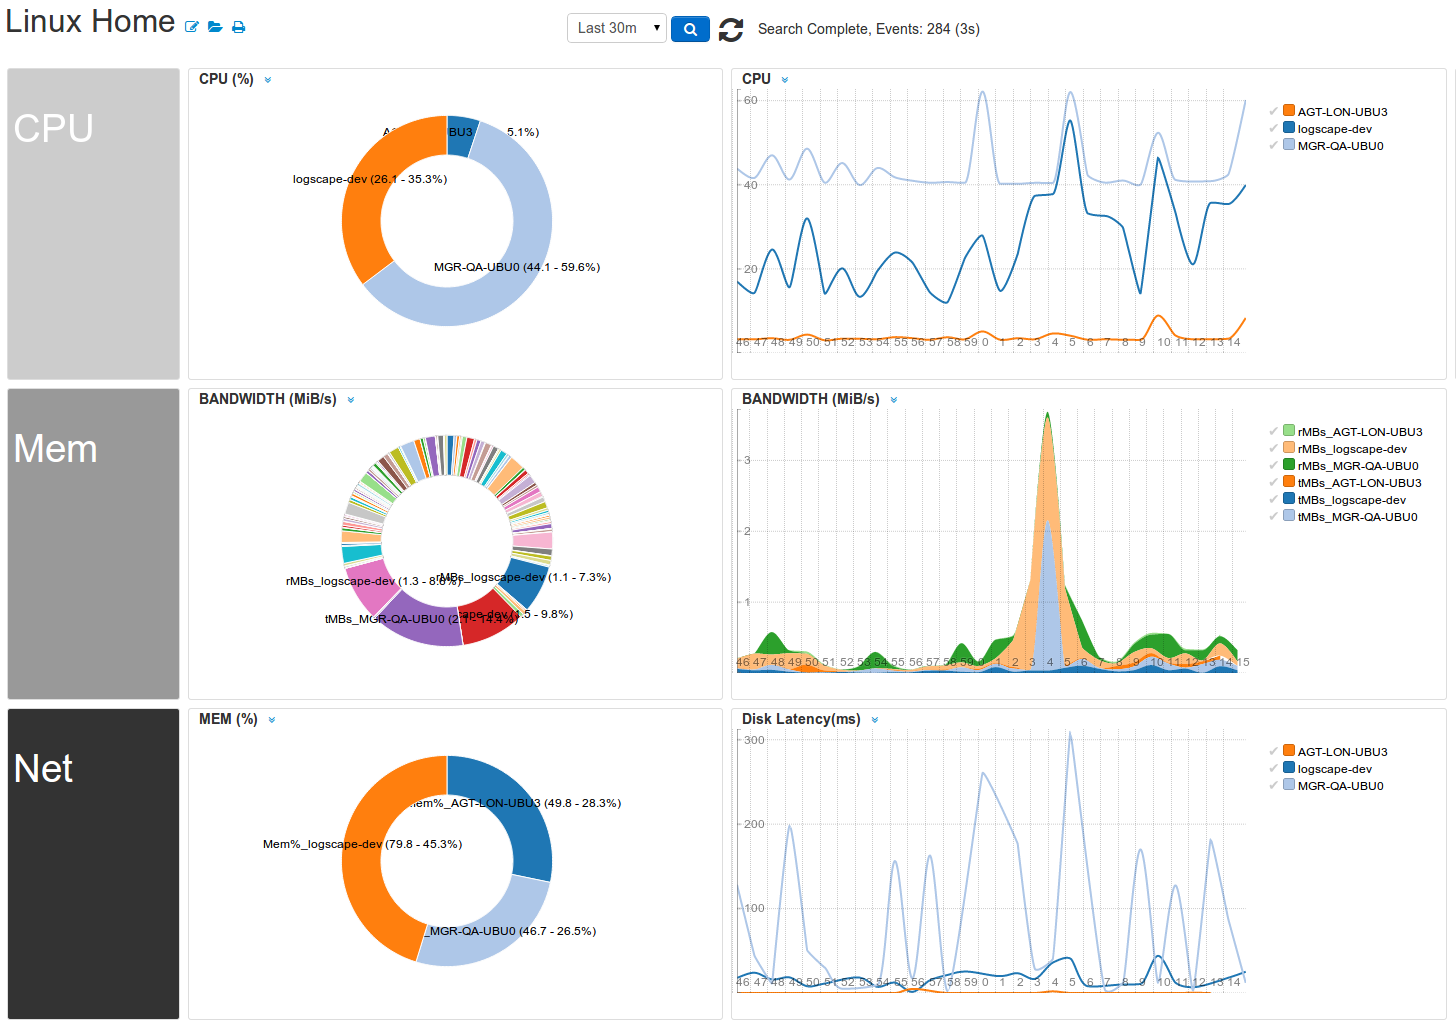 Linux Home
Last 30m
Search Complete, Events: 284 (3s)
CPU
CPU (%)
BU3 5.1%)
logscape-dev (26.1 - 35.3%)
MGR-QA-UBU0 (44.1 - 59.6%)
CPU
60
40
20
46 47 48 49 50 51 52 53 54 55 56 57 58 59 0 1 2 3 4 5 6 7 8 9 10 11 12 13 14
AGT-LON-UBU3
logscape-dev
MGR-QA-UBU0
Mem
BANDWIDTH (MiB/s)
rMBs_logscape-dev (1.3 - 8.6%)
rMBs_logscape-dev (1.1 - 7.3%)
tMBs_MGR-QA-UBU0 (2.1 - 14.4%)
cape-dev (1.5 - 9.8%)
BANDWIDTH (MiB/s)
3
2
1
46 47 48 49 50 51 52 53 54 55 56 57 58 59 0 1 2 3 4 5 6 7 8 9 10 11 12 13 14 15
rMBs_AGT-LON-UBU3
rMBs_logscape-dev
rMBs_MGR-QA-UBU0
tMBs_AGT-LON-UBU3
tMBs_logscape-dev
tMBs_MGR-QA-UBU0
Net
MEM (%)
em%_AGT-LON-UBU3 (49.8 - 28.3%)
Mem%_logscape-dev (79.8 - 45.3%)
_MGR-QA-UBU0 (46.7 - 26.5%)
Disk Latency(ms)
300
200
100
46 47 48 49 50 51 52 53 54 55 56 57 58 59 0 1 2 3 4 5 6 7 8 9 10 11 12 13 14
AGT-LON-UBU3
logscape-dev
MGR-QA-UBU0